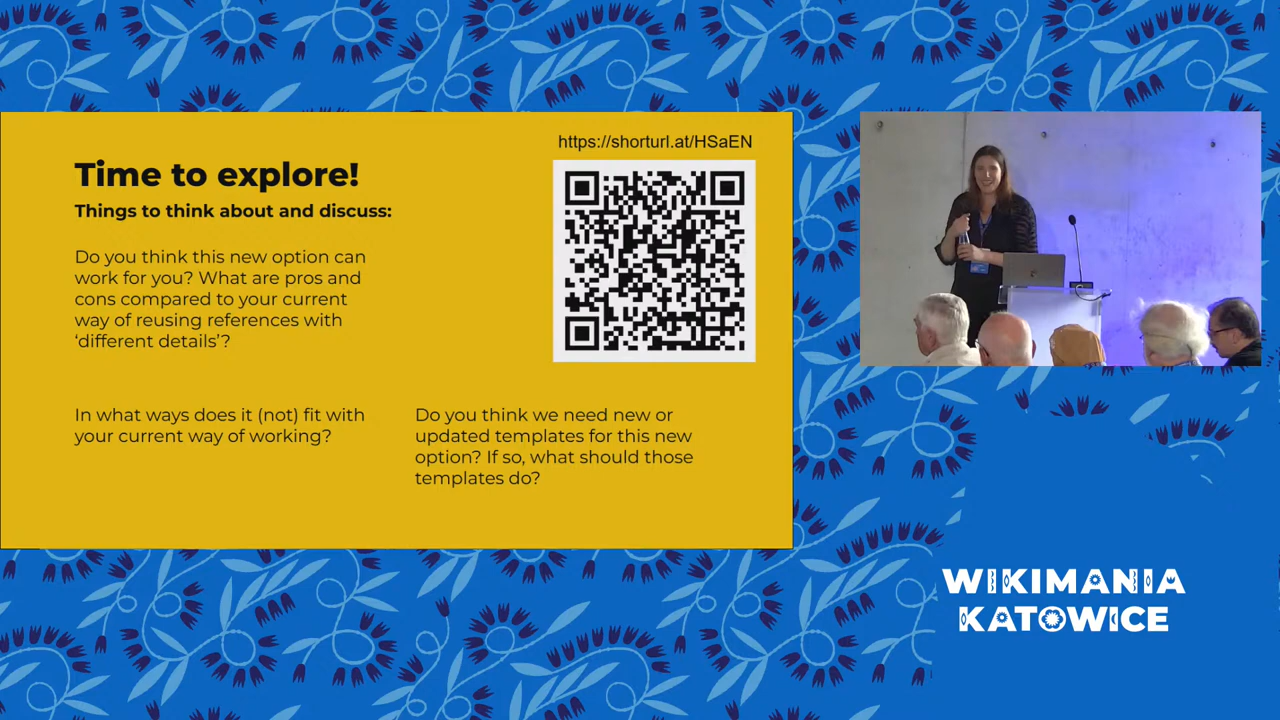 https://shorturl.at/HSaEN
Time to explore!
Things to think about and discuss:
Do you think this new option can
work for you? What are pros and
cons compared to your current
way of reusing references with
‘different details’?
In what ways does it (not) fit with
your current way of working?
Do you think we need new or
updated templates for this new
option? If so, what should those
templates do?
WIKIMANIA
KATOWICE